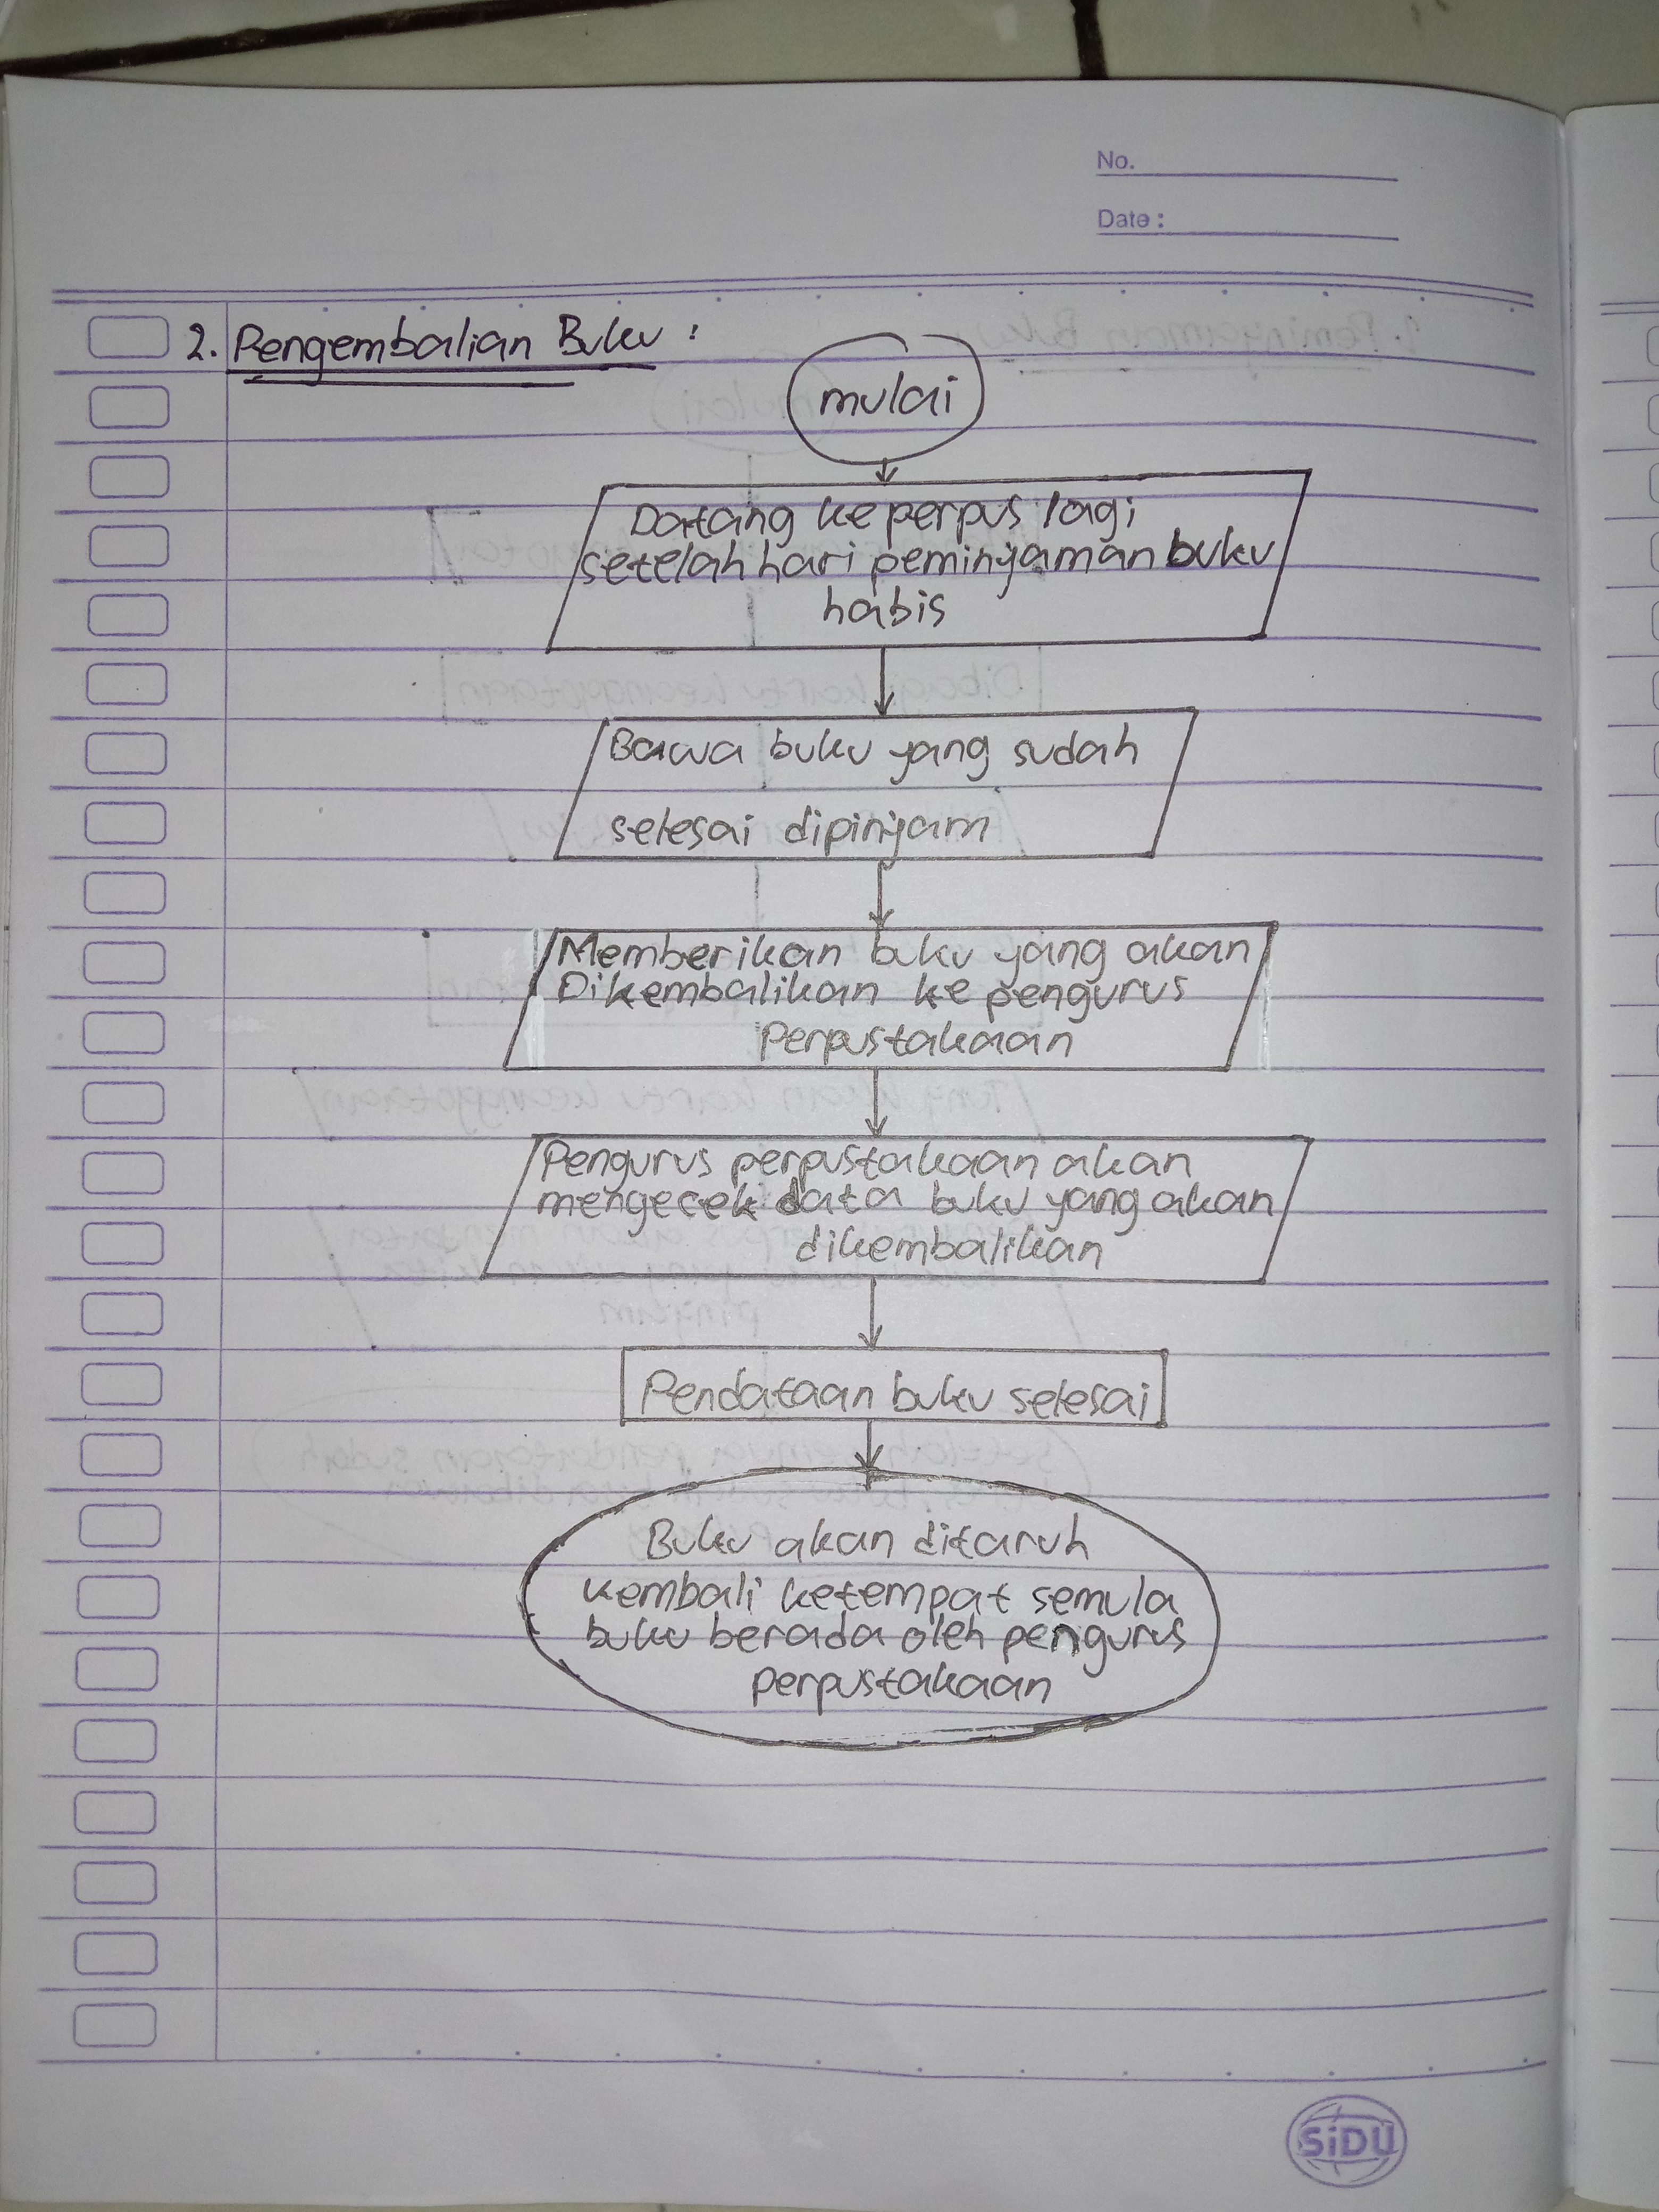 No.
Date :
2. Pengembalian Buku :
mulai
Datang ke perpus lagi
setelah hari peminjaman buku
habis
Bawa buku yang sudah
selesai dipinjam
Memberikan buku yang akan
Dikembalikan ke pengurus
Perpustakaan
Pengurus perpustakaan akan
mengecek data buku yang akan
dikembalikan
Pendataan buku selesai
Buku akan ditaruh
kembali ketempat semula
buku berada oleh pengurus
perpustakaan
SiDU